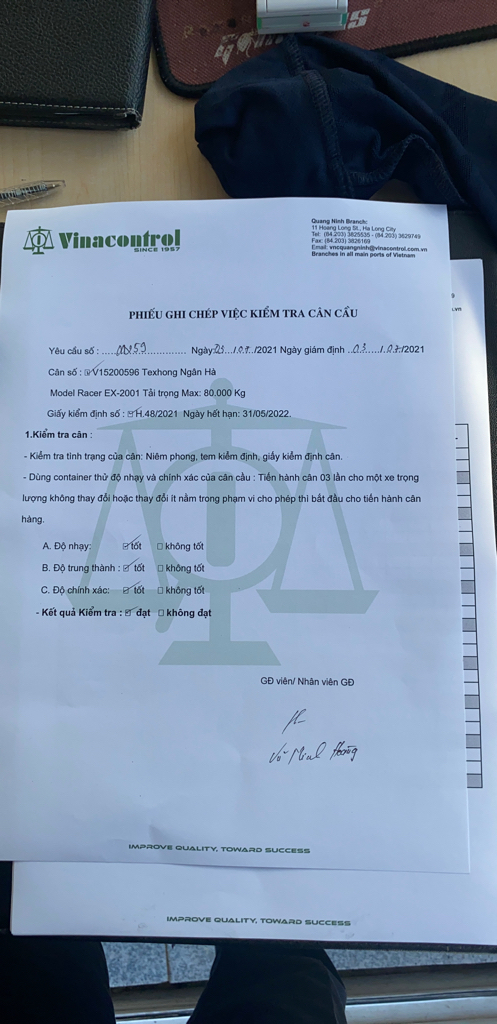 Vinacontrol
SINCE 1957
Quang Ninh Branch:
11 Hoang Long St., Ha Long City
Tel: (84.203) 3825535 - (84.203) 3629749
Fax: (84.203) 3826169
Email: vncquangninh@vinacontrol.com.vn
Branches in all main ports of Vietnam
PHIẾU GHI CHÉP VIỆC KIỂM TRA CÂN CẦU
Yêu cầu số : ............... Ngày ...../.07./2021 Ngày giám định ..03..../.07./2021
Cân số : ☑V15200596 Texhong Ngân Hà
Model Racer EX-2001 Tải trọng Max: 80.000 Kg
Giấy kiểm định số : ☑H.48/2021 Ngày hết hạn: 31/05/2022.
1.Kiểm tra cân :
- Kiểm tra tình trạng của cân: Niêm phong, tem kiểm định, giấy kiểm định cân.
- Dùng container thử độ nhạy và chính xác của cân cầu : Tiến hành cân 03 lần cho một xe trọng
lượng không thay đổi hoặc thay đổi ít nằm trong phạm vi cho phép thì bắt đầu cho tiến hành cân
hàng.
A. Độ nhạy: ☑ tốt ☐ không tốt
B. Độ trung thành : ☑ tốt ☐ không tốt
C. Độ chính xác: ☑ tốt ☐ không tốt
- Kết quả Kiểm tra : ☑ đạt ☐ không đạt
GĐ viên/ Nhân viên GĐ
Vũ Minh Hoàng
IMPROVE QUALITY, TOWARD SUCCESS
IMPROVE QUALITY, TOWARD SUCCESS